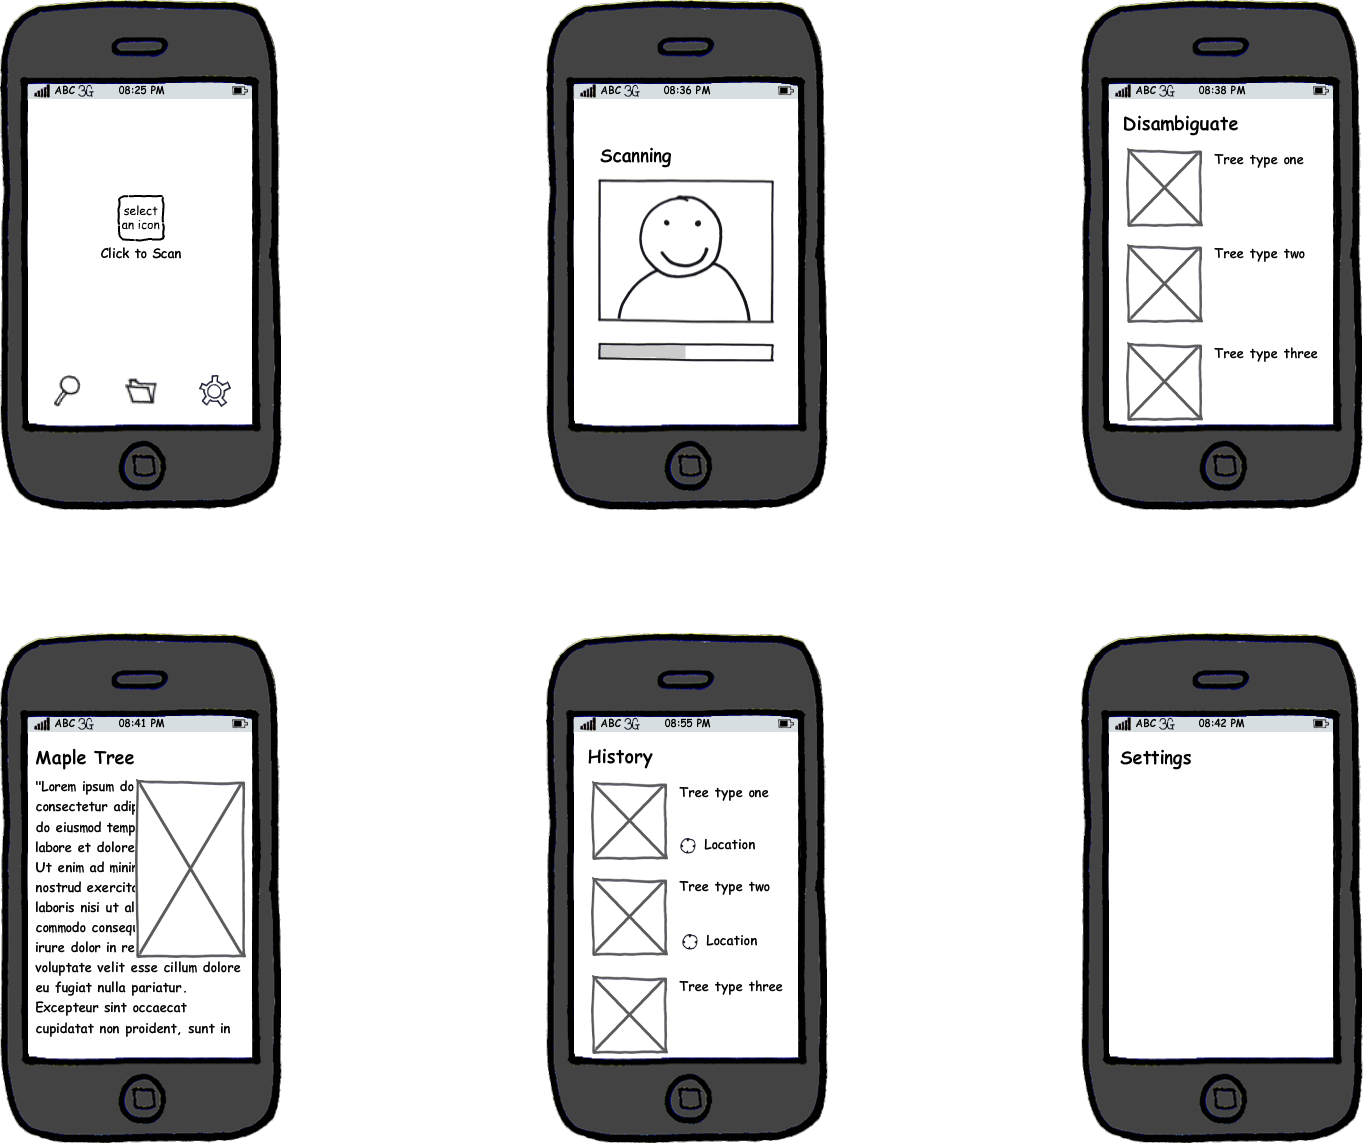 ABC 3G 08:25 PM
select
an icon
Click to Scan
ABC 3G 08:36 PM
Scanning
ABC 3G 08:38 PM
Disambiguate
Tree type one
Tree type two
Tree type three
ABC 3G 08:41 PM
Maple Tree
"Lorem ipsum do
consectetur adip
do eiusmod temp
labore et dolore
Ut enim ad minim
nostrud exercita
laboris nisi ut al
commodo consequ
irure dolor in re
voluptate velit esse cillum dolore
eu fugiat nulla pariatur.
Excepteur sint occaecat
cupidatat non proident, sunt in
ABC 3G 08:55 PM
History
Tree type one
Location
Tree type two
Location
Tree type three
ABC 3G 08:42 PM
Settings